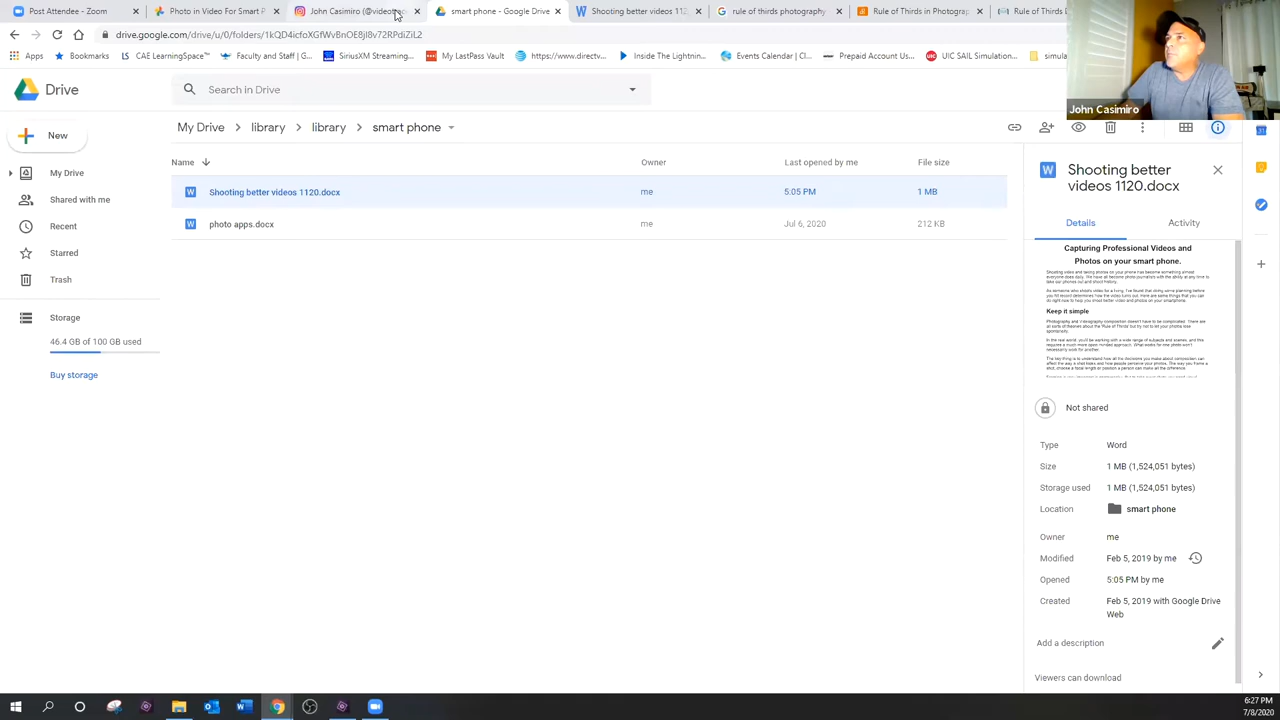 Post Attendee - Zoom
Photo in Video For Smart P
John Casimiro (@videoproc
smart phone - Google Drive
Shooting better videos 1120
rule of thirds photography
Rule of Thirds in Photograp
drive.google.com/drive/u/0/folders/1kQD4icfoXGfWvBnOE8jI8v72RPdiZiL2
Apps
Bookmarks
CAE LearningSpace
Faculty and Staff | G
Streaming...
My Lasts Vault
https://www.directv...
Inside The Lightnin...
Events Calendar | Cl...
Prepaid Account Us...
UIC SAIL Simulation...
simula
Drive
Search in Drive
John Casimiro
New
My Drive
library
library
smart phone
Name
Owner
Last opened by me
File size
Shooting better videos 1120.docx
me
5:05 PM
1 MB
photo apps.docx
me
Jul 6, 2020
212 KB
My Drive
Shared with me
Recent
Starred
Trash
Storage
46.4 GB of 100 GB used
Buy storage
Shooting better
videos 1120.docx
Details
Activity
Capturing Professional Videos and
Photos on your smart phone.
Keep it simple
Not shared
Type
Word
Size
1 MB (1,524,051 bytes)
Storage used
1 MB (1,524,051 bytes)
Location
smart phone
Owner
me
Modified
Feb 5, 2019 by me
Opened
5:05 PM by me
Created
Feb 5, 2019 with Google Drive
Web
Add a description
Viewers can download
6:27 PM
7/8/2020